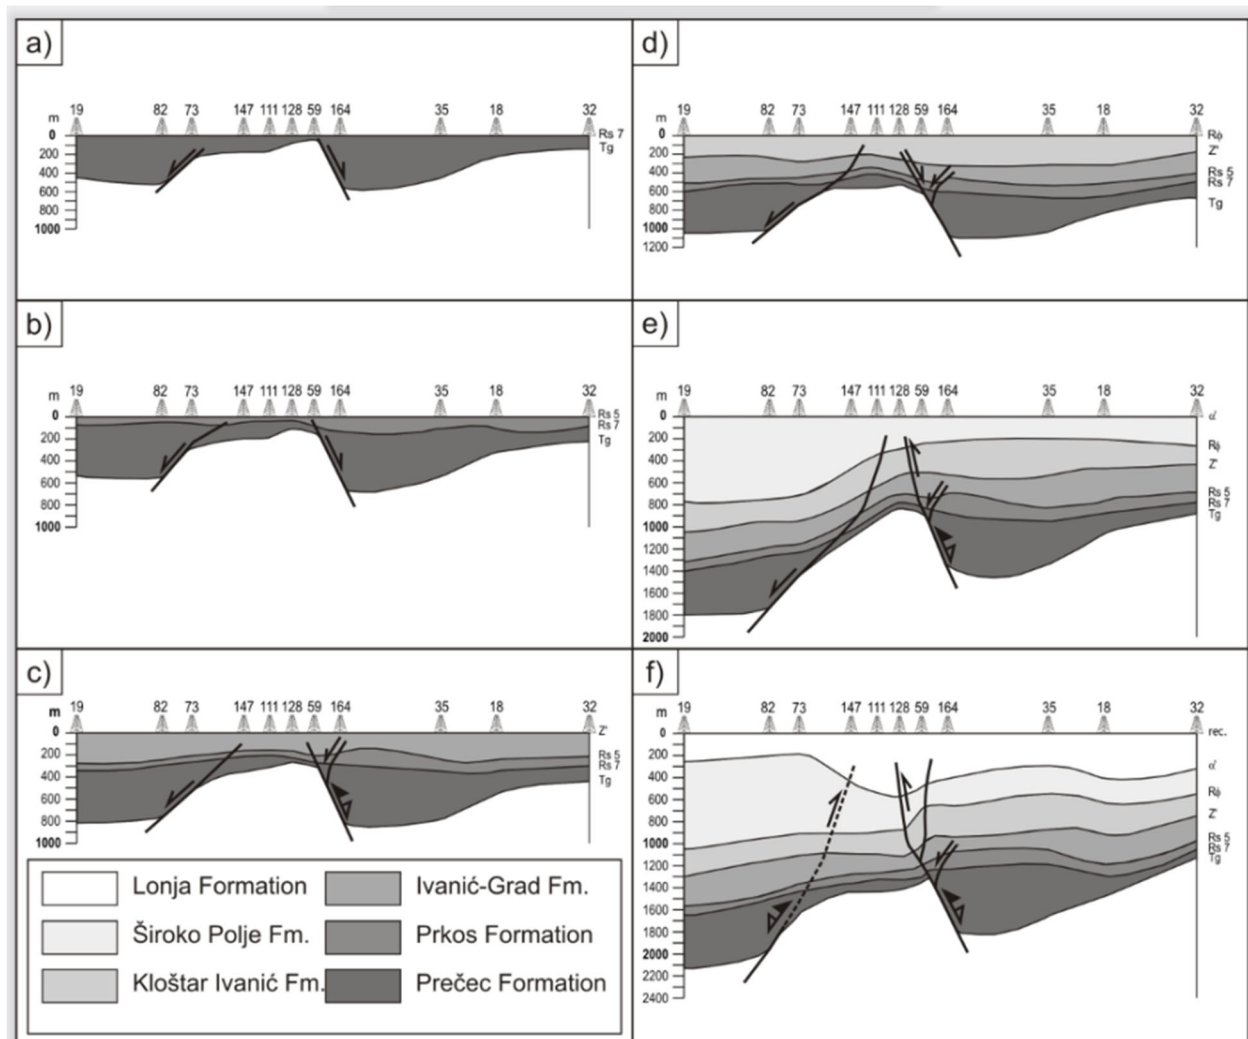 a)
19 82 73 147 111 128 59 164 35 18 32
m
0
200
400
600
800
1000
Rs 7
Tg
b)
19 82 73 147 111 128 59 164 35 18 32
m
0
200
400
600
800
1000
Rs 5
Rs 7
Tg
c)
19 82 73 147 111 128 59 164 35 18 32
m
0
200
400
600
800
1000
Z'
Rs 5
Rs 7
Tg
Lonja Formation
Široko Polje Fm.
Kloštar Ivanić Fm.
Ivanić-Grad Fm.
Prkos Formation
Prečec Formation
d)
19 82 73 147 111 128 59 164 35 18 32
m
0
200
400
600
800
1000
1200
Rϕ
Z'
Rs 5
Rs 7
Tg
e)
19 82 73 147 111 128 59 164 35 18 32
m
0
200
400
600
800
1000
1200
1400
1600
1800
2000
α'
Rϕ
Z'
Rs 5
Rs 7
Tg
f)
19 82 73 147 111 128 59 164 35 18 32
m
0
200
400
600
800
1000
1200
1400
1600
1800
2000
2200
2400
rec.
α'
Rϕ
Z'
Rs 5
Rs 7
Tg